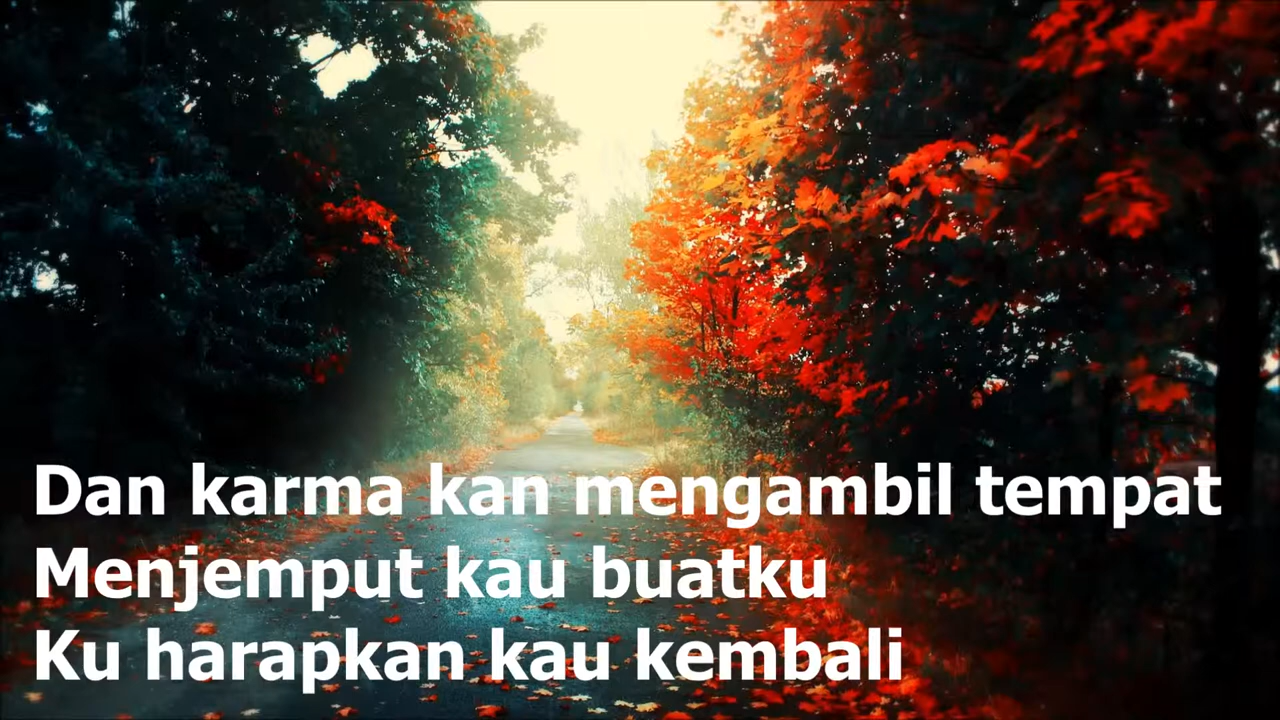 Dan karma kan mengambil tempat
Menjemput kau buatku
Ku harapkan kau kembali